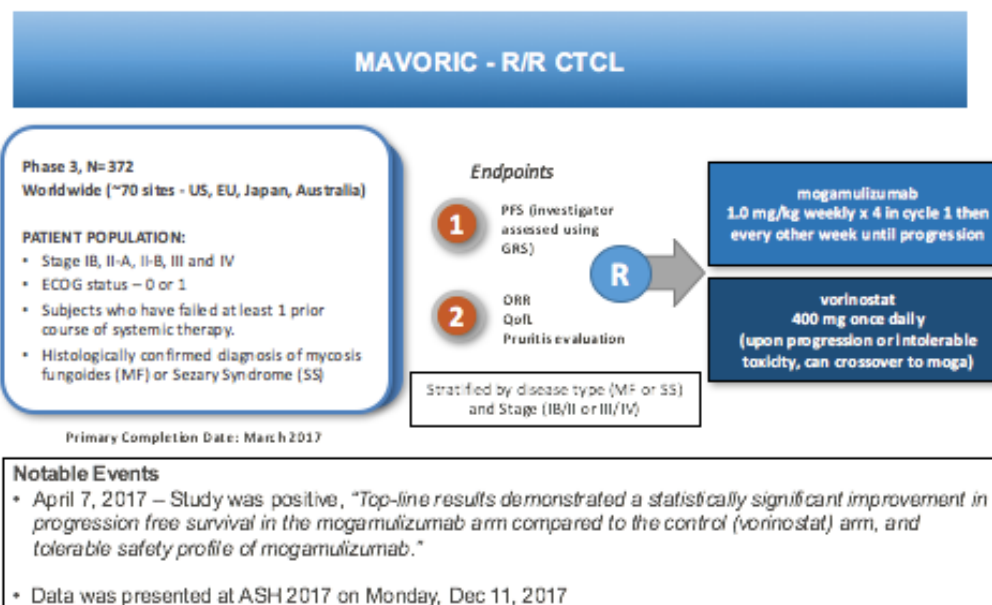 MAVORIC - R/R CTCL
Phase 3, N=372
Worldwide (~70 sites - US, EU, Japan, Australia)
PATIENT POPULATION:
• Stage IB, II-A, II-B, III and IV
• ECOG status – 0 or 1
• Subjects who have failed at least 1 prior
course of systemic therapy.
• Histologically confirmed diagnosis of mycosis
fungoides (MF) or Sezary Syndrome (SS)
Primary Completion Date: March 2017
Endpoints
1
PFS (investigator
assessed using
GRS)
2
ORR
QofL
Pruritis evaluation
R
Stratified by disease type (MF or SS)
and Stage (IB/II or III/IV)
mogamulizumab
1.0 mg/kg weekly x 4 in cycle 1 then
every other week until progression
vorinostat
400 mg once daily
(upon progression or intolerable
toxicity, can crossover to moga)
Notable Events
• April 7, 2017 – Study was positive, "Top-line results demonstrated a statistically significant improvement in
progression free survival in the mogamulizumab arm compared to the control (vorinostat) arm, and
tolerable safety profile of mogamulizumab."
• Data was presented at ASH 2017 on Monday, Dec 11, 2017